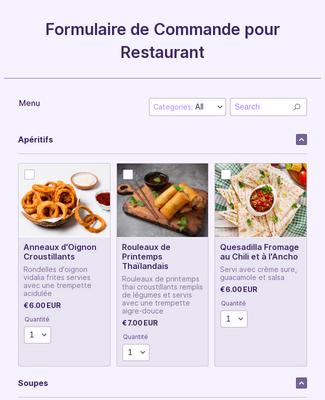 Formulaire de Commande pour
Restaurant
Menu
Categories: All
Search
Apéritifs
Anneaux d'Oignon
Croustillants
Rondelles d'oignon
vidalia frites servies
avec une trempette
acidulée
€6.00 EUR
Quantité
1
Rouleaux de
Printemps
Thaïlandais
Rouleaux de printemps
thaï croustillants remplis
de légumes et servis
avec une trempette
aigre-douce
€7.00 EUR
Quantité
1
Quesadilla Fromage
au Chili et à l'Ancho
Servi avec crème sure,
guacamole et salsa
€6.00 EUR
Quantité
1
Soupes